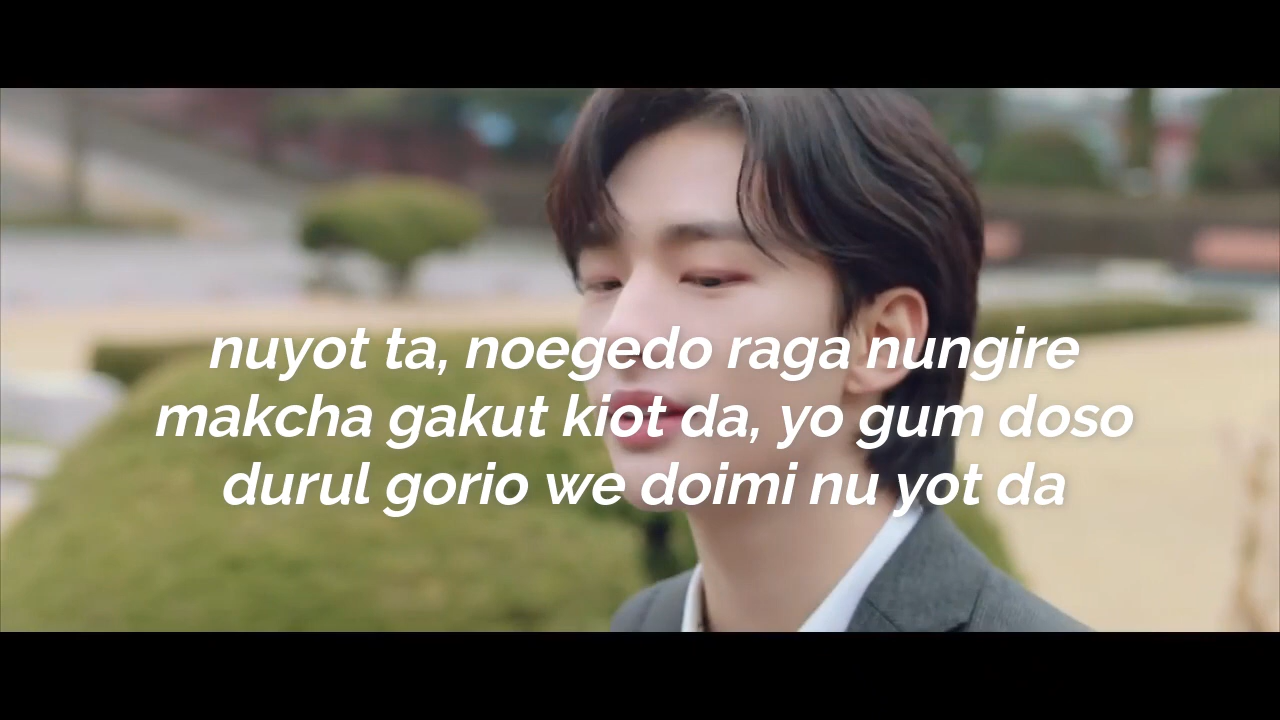 nuyot ta, noegedo raga nungire
makcha gakut kiot da, yo gum doso
durul gorio we doimi nu yot da